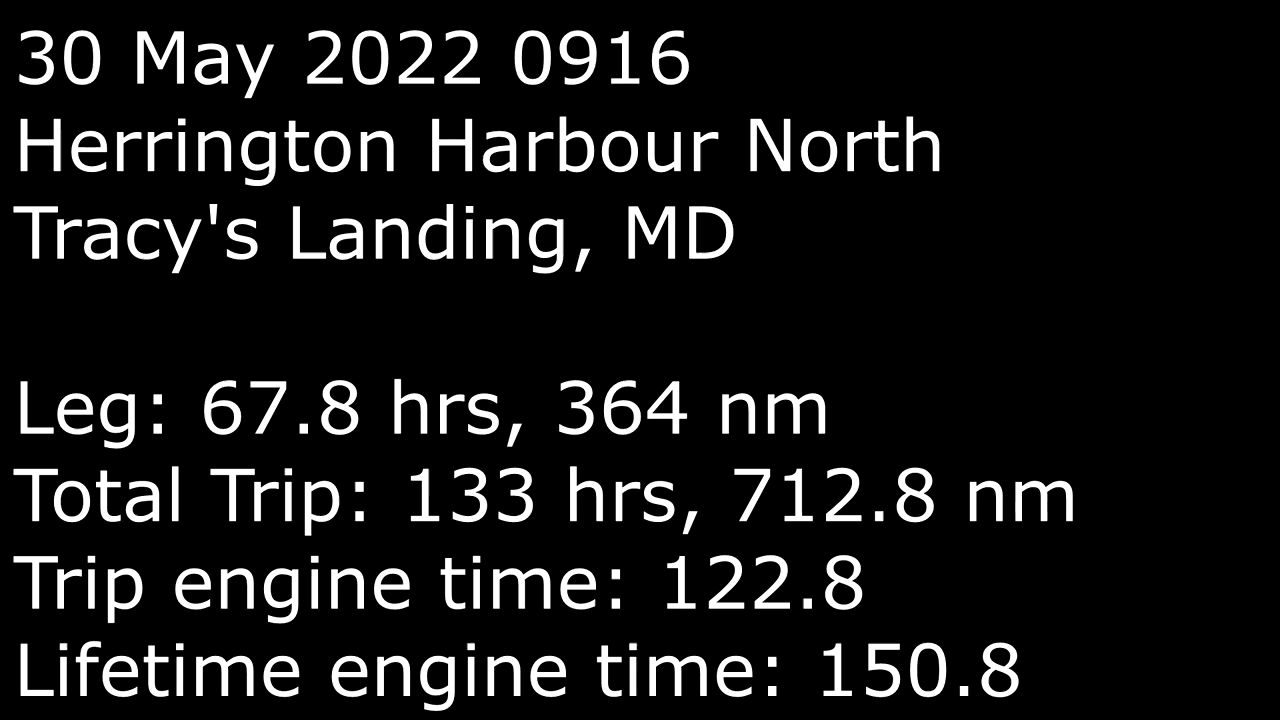 30 May 2022 0916
Herrington Harbour North
Tracy's Landing, MD
Leg: 67.8 hrs, 364 nm
Total Trip: 133 hrs, 712.8 nm
Trip engine time: 122.8
Lifetime engine time: 150.8